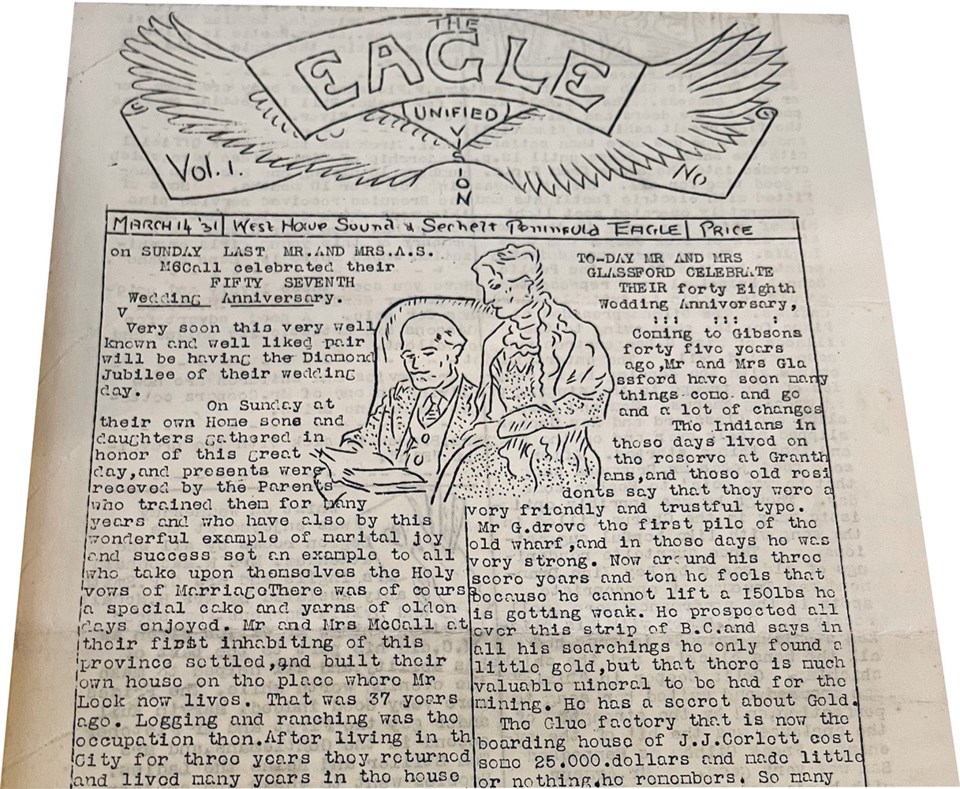 THE
EAGLE
UNIFIED
VISION
Vol. 1.
No
MARCH 14 '31 | West Howe Sound & Sechelt Peninsula EAGLE | PRICE
on SUNDAY LAST MR.AND MRS.A.S.
M6Call celebrated their
FIFTY SEVENTH
Wedding Anniversary.
V
Very soon this very well
known and well liked pair
will be having the Diamond
Jubilee of their wedding
day.
On Sunday at
their own Home sons and
daughters gathered in
honor of this great
day,and presents were
receved by the Parents
who trained them for many
years and who have also by this
wonderful example of marital joy
and success set an example to all
who take upon themselves the Holy
vows of MarriageThere was of cours
a special cake and yarns of olden
days enjoyed. Mr and Mrs McCall at
their first inhabiting of this
province settled,and built their
own house on the place where Mr
Look now lives. That was 37 years
ago. Logging and ranching was the
occupation then.After living in th
City for three years they returned
and lived many years in the house
TO-DAY MR AND MRS
GLASSFORD CELEBRATE
THEIR forty Eighth
Wedding Anniversary,
::: ::: :
Coming to Gibsons
forty five years
ago,Mr and Mrs Gla
ssford have seen many
things come and go
and a lot of changes
The Indians in
those days lived on
the reserve at Granth
ams,and those old resi
dents say that they were a
very friendly and trustful type.
Mr G.drove the first pile of the
old wharf,and in those days he was
very strong. Now around his three
score years and ten he feels that
because he cannot lift a I50lbs he
is getting weak. He prospected all
over this strip of B.C.and says in
all his searchings he only found a
little gold,but that there is much
valuable mineral to be had for the
mining. He has a secret about Gold.
The Glue factory that is now the
boarding house of J.J.Corlett cost
some 25.000.dollars and made little
or nothing,he remembers. So many